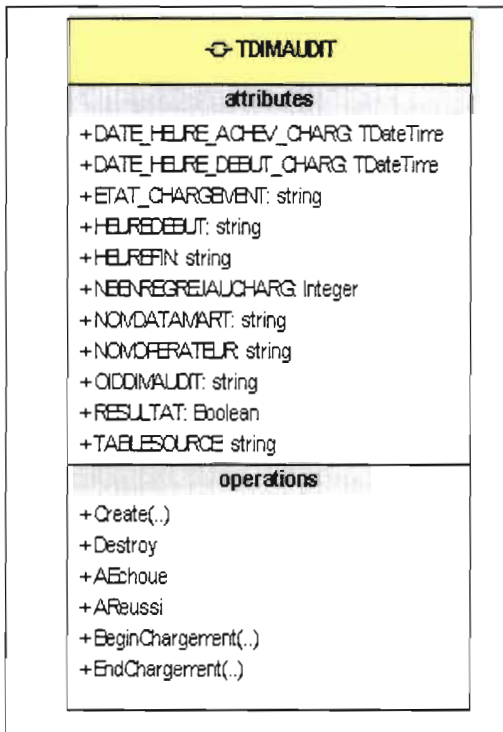 TDIMAUDIT
attributes
+DATE_HEURE_ACHEV_CHARG: TDateTime
+DATE_HEURE_DEBUT_CHARG: TDateTime
+ETAT_CHARGEMENT: string
+HEUREDEBUT: string
+HEUREFIN: string
+NBENREGREJAUCHARG: Integer
+NOMDATAMART: string
+NOMOPERATEUR: string
+OIDDIMAUDIT: string
+RESULTAT: Boolean
+TABLESOURCE: string
operations
+Create(..)
+Destroy
+AEchoue
+AReussi
+BeginChargement(..)
+EndChargement(..)